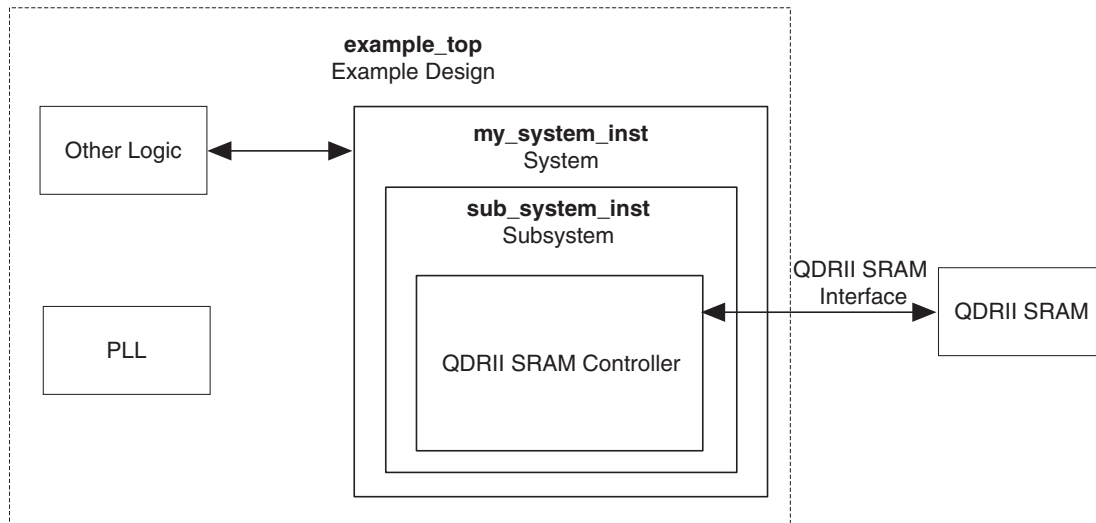 example_top
Example Design
Other Logic
my_system_inst
System
sub_system_inst
Subsystem
QDRII SRAM
Interface
QDRII SRAM
PLL
QDRII SRAM Controller